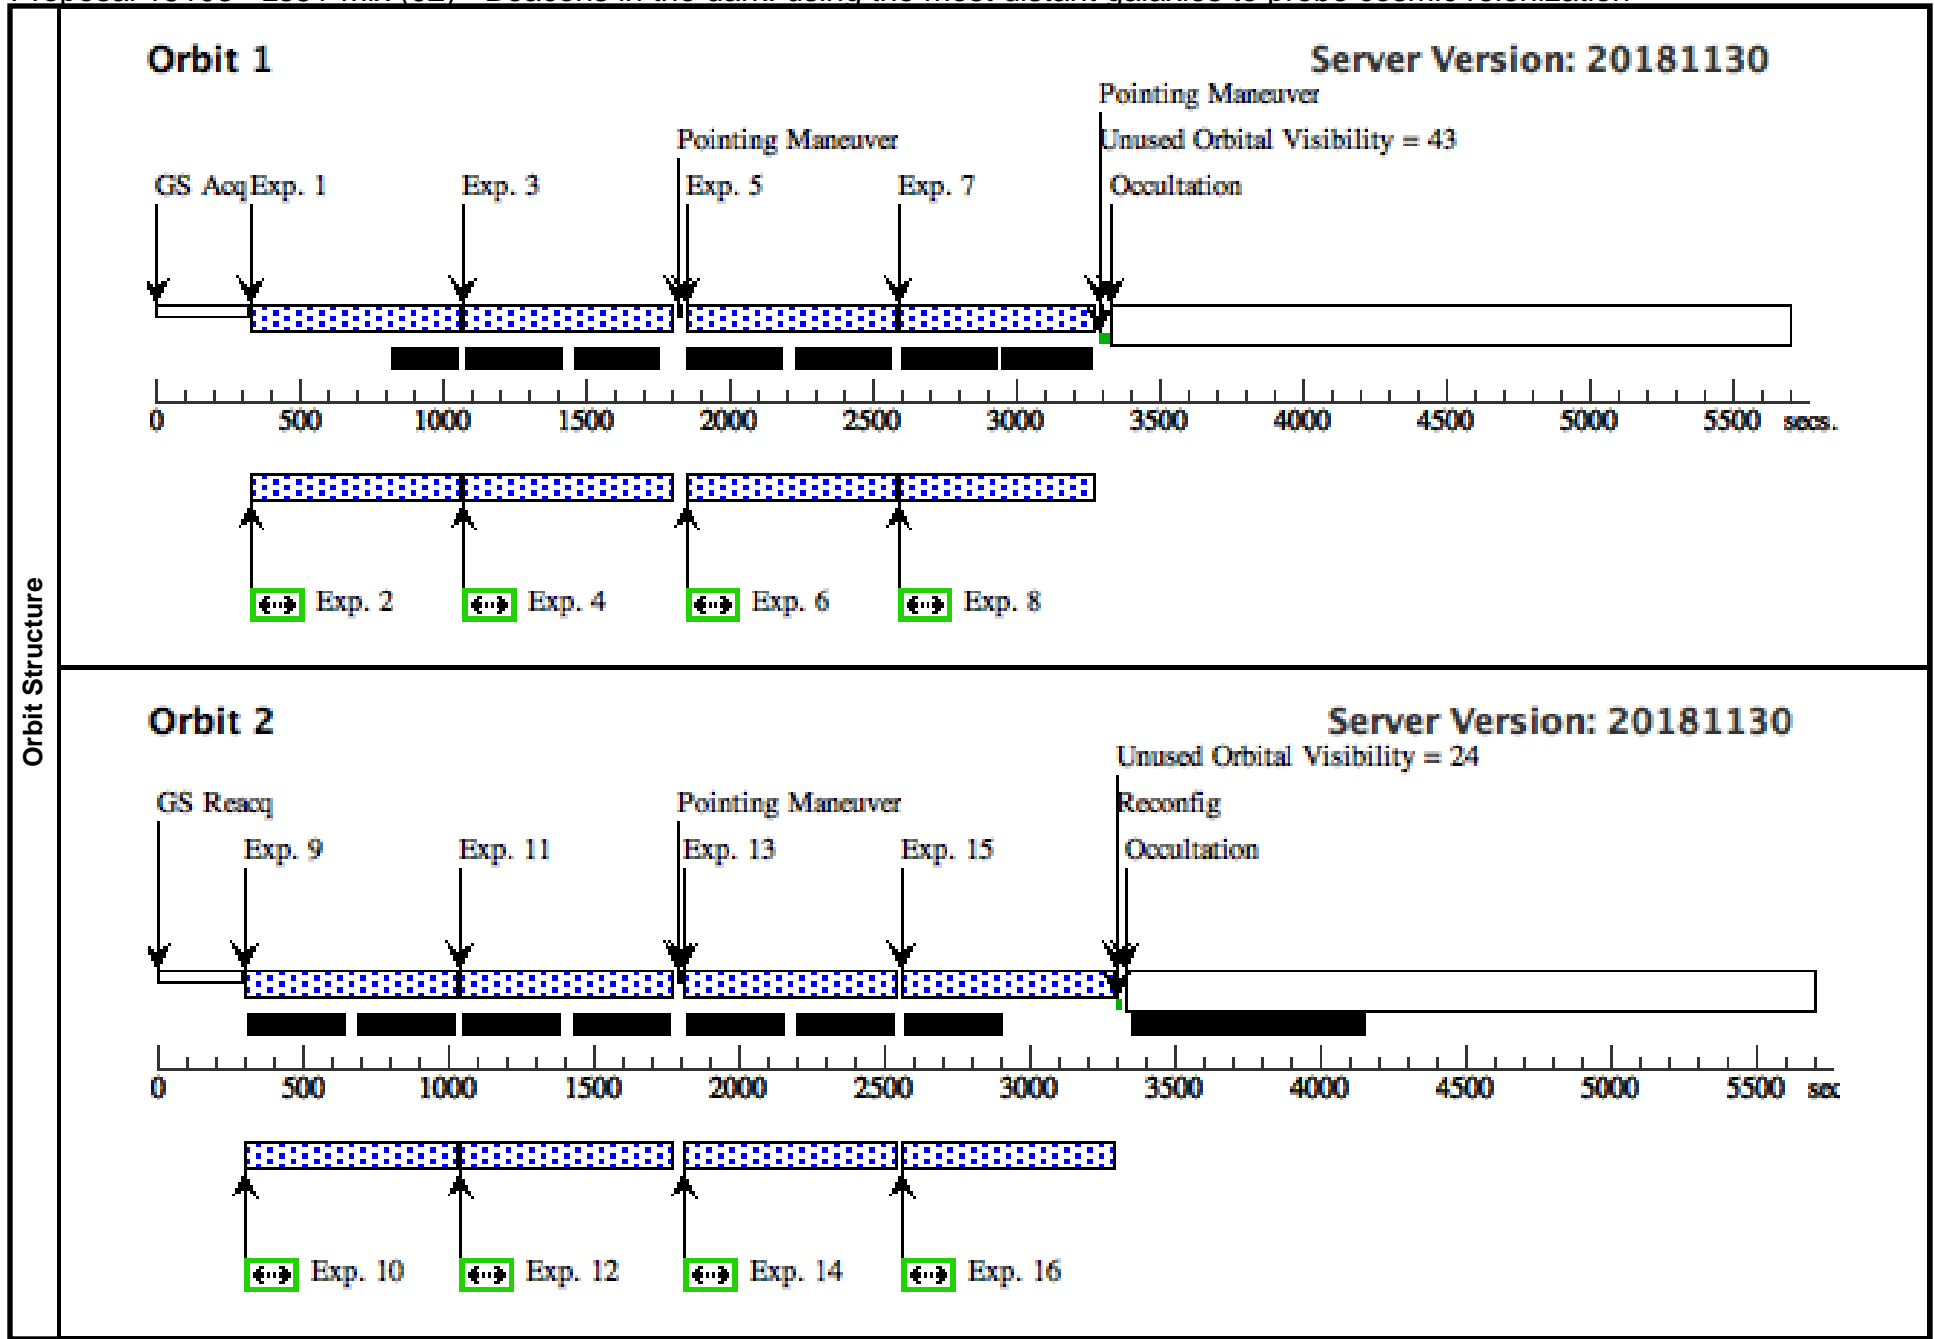 Orbit Structure
Orbit 1
Server Version: 20181130
Pointing Maneuver
Pointing Maneuver
Unused Orbital Visibility = 43
GS Acq
Exp. 1
Exp. 3
Exp. 5
Exp. 7
Occultation
0 500 1000 1500 2000 2500 3000 3500 4000 4500 5000 5500 secs.
Exp. 2
Exp. 4
Exp. 6
Exp. 8
Orbit 2
Server Version: 20181130
Unused Orbital Visibility = 24
GS Reacq
Pointing Maneuver
Reconfig
Exp. 9
Exp. 11
Exp. 13
Exp. 15
Occultation
0 500 1000 1500 2000 2500 3000 3500 4000 4500 5000 5500 sec
Exp. 10
Exp. 12
Exp. 14
Exp. 16